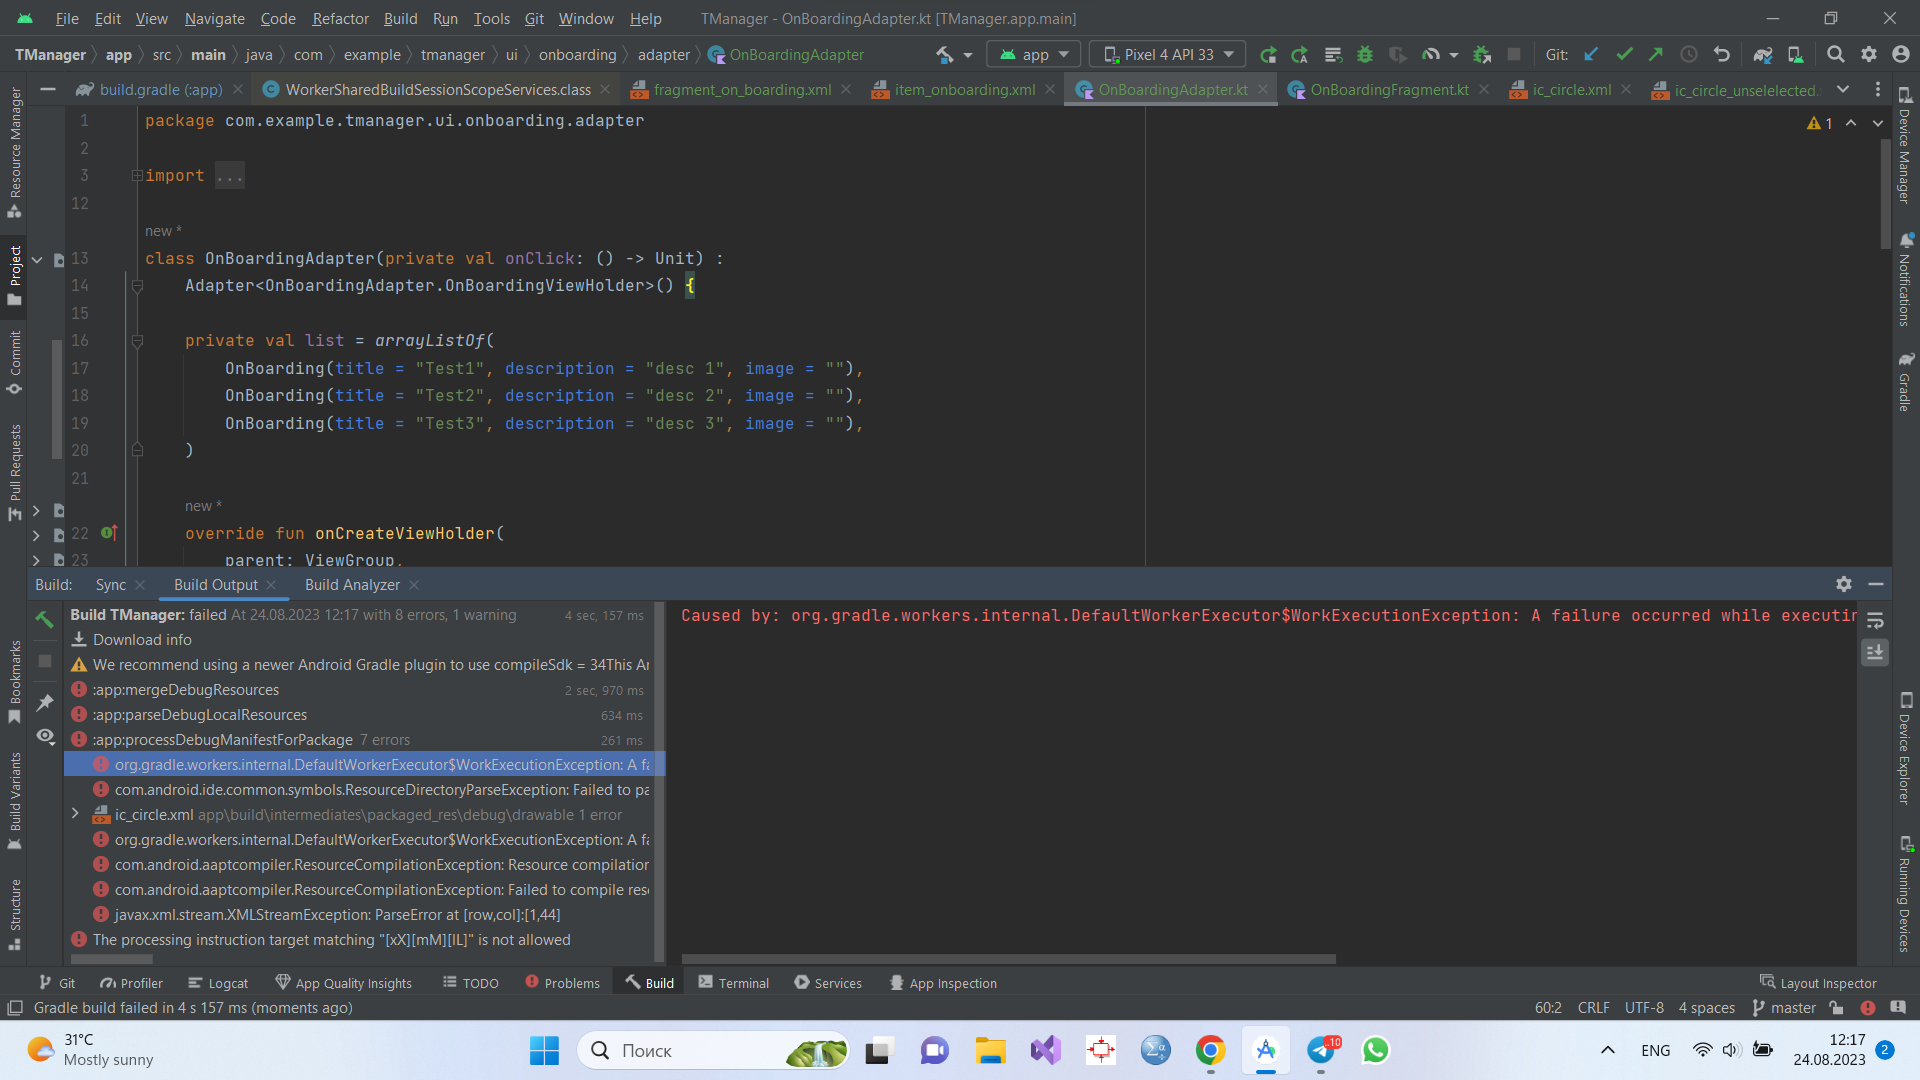 File Edit View Navigate Code Refactor Build Run Tools Git Window Help TManager - OnBoardingAdapter.kt [TManager.app.main]
TManager app src main java com example tmanager ui onboarding adapter OnBoardingAdapter app Pixel 4 API 33 Git:
build.gradle (:app) WorkerSharedBuildSessionScopeServices.class fragment_on_boarding.xml item_onboarding.xml OnBoardingAdapter.kt OnBoardingFragment.kt ic_circle.xml ic_circle_unselelected.
1 package com.example.tmanager.ui.onboarding.adapter
1
2
3 import ...
12
new *
13 class OnBoardingAdapter(private val onClick: () -> Unit) :
14 Adapter<OnBoardingAdapter.OnBoardingViewHolder>() {
15
16 private val list = arrayListOf(
17 OnBoarding(title = "Test1", description = "desc 1", image = ""),
18 OnBoarding(title = "Test2", description = "desc 2", image = ""),
19 OnBoarding(title = "Test3", description = "desc 3", image = ""),
20 )
21
new *
22 override fun onCreateViewHolder(
23 parent: ViewGroup,
Resource Manager
Project
Commit
Pull Requests
Bookmarks
Build Variants
Structure
Device Manager
Notifications
Gradle
Device Explorer
Running Devices
Build: Sync Build Output Build Analyzer
Build TManager: failed At 24.08.2023 12:17 with 8 errors, 1 warning 4 sec, 157 ms
Download info
We recommend using a newer Android Gradle plugin to use compileSdk = 34This Ar
:app:mergeDebugResources 2 sec, 970 ms
:app:parseDebugLocalResources 634 ms
:app:processDebugManifestForPackage 7 errors 261 ms
org.gradle.workers.internal.DefaultWorkerExecutor$WorkExecutionException: A fa
com.android.ide.common.symbols.ResourceDirectoryParseException: Failed to pa
ic_circle.xml app\build\intermediates\packaged_res\debug\drawable 1 error
org.gradle.workers.internal.DefaultWorkerExecutor$WorkExecutionException: A fa
com.android.aaptcompiler.ResourceCompilationException: Resource compilation
com.android.aaptcompiler.ResourceCompilationException: Failed to compile reso
javax.xml.stream.XMLStreamException: ParseError at [row,col]:[1,44]
The processing instruction target matching "[xX][mM][lL]" is not allowed
Caused by: org.gradle.workers.internal.DefaultWorkerExecutor$WorkExecutionException: A failure occurred while executin
Git Profiler Logcat App Quality Insights TODO Problems Build Terminal Services App Inspection Layout Inspector
Gradle build failed in 4 s 157 ms (moments ago) 60:2 CRLF UTF-8 4 spaces master
31°C
Mostly sunny
Поиск
10
ENG
12:17
24.08.2023
2